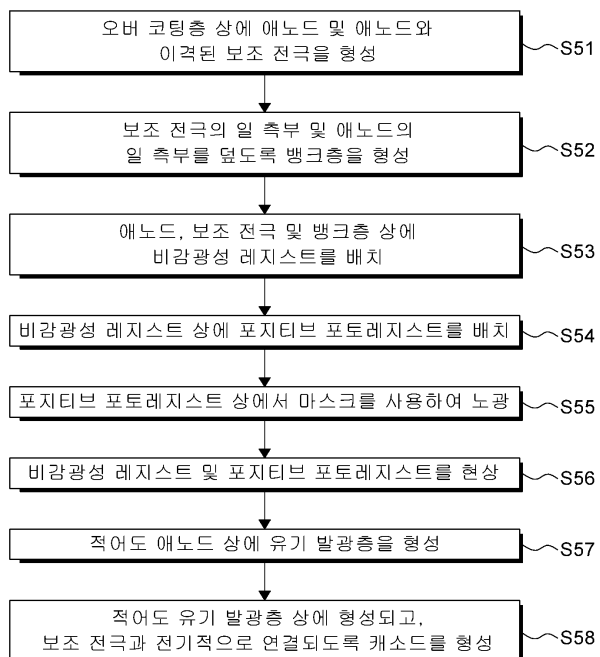 오버 코팅층 상에 애노드 및 애노드와
이격된 보조 전극을 형성
S51
보조 전극의 일 측부 및 애노드의
일 측부를 덮도록 뱅크층을 형성
S52
애노드, 보조 전극 및 뱅크층 상에
비감광성 레지스트를 배치
S53
비감광성 레지스트 상에 포지티브 포토레지스트를 배치
S54
포지티브 포토레지스트 상에서 마스크를 사용하여 노광
S55
비감광성 레지스트 및 포지티브 포토레지스트를 현상
S56
적어도 애노드 상에 유기 발광층을 형성
S57
적어도 유기 발광층 상에 형성되고,
보조 전극과 전기적으로 연결되도록 캐소드를 형성
S58